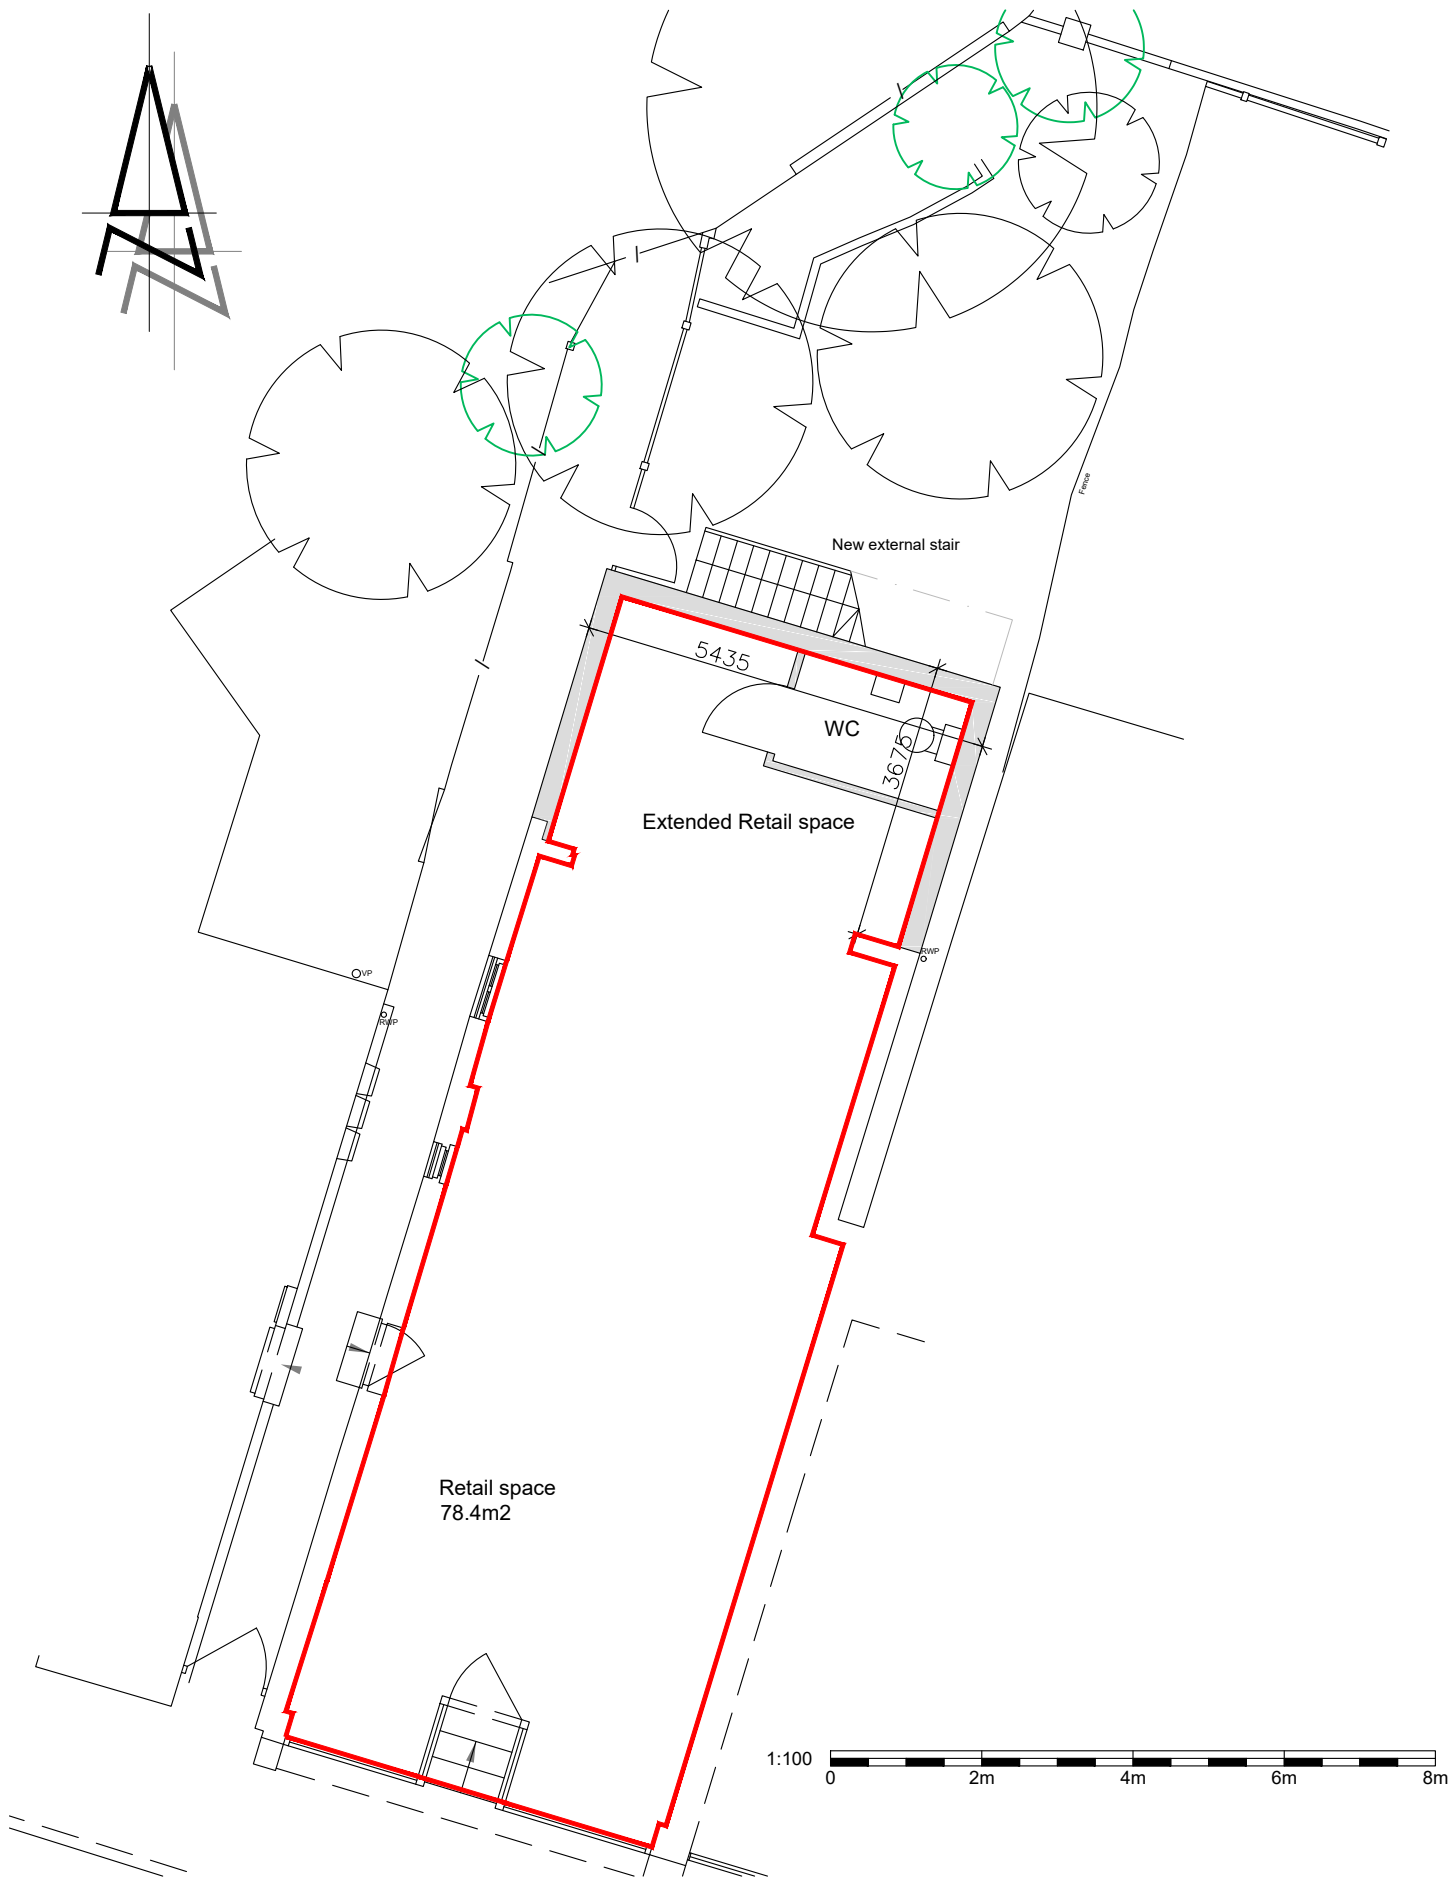 Fence
New external stair
5435
WC
3675
Extended Retail space
RWP
VP
RWP
Retail space
78.4m2
1:100
0 2m 4m 6m 8m